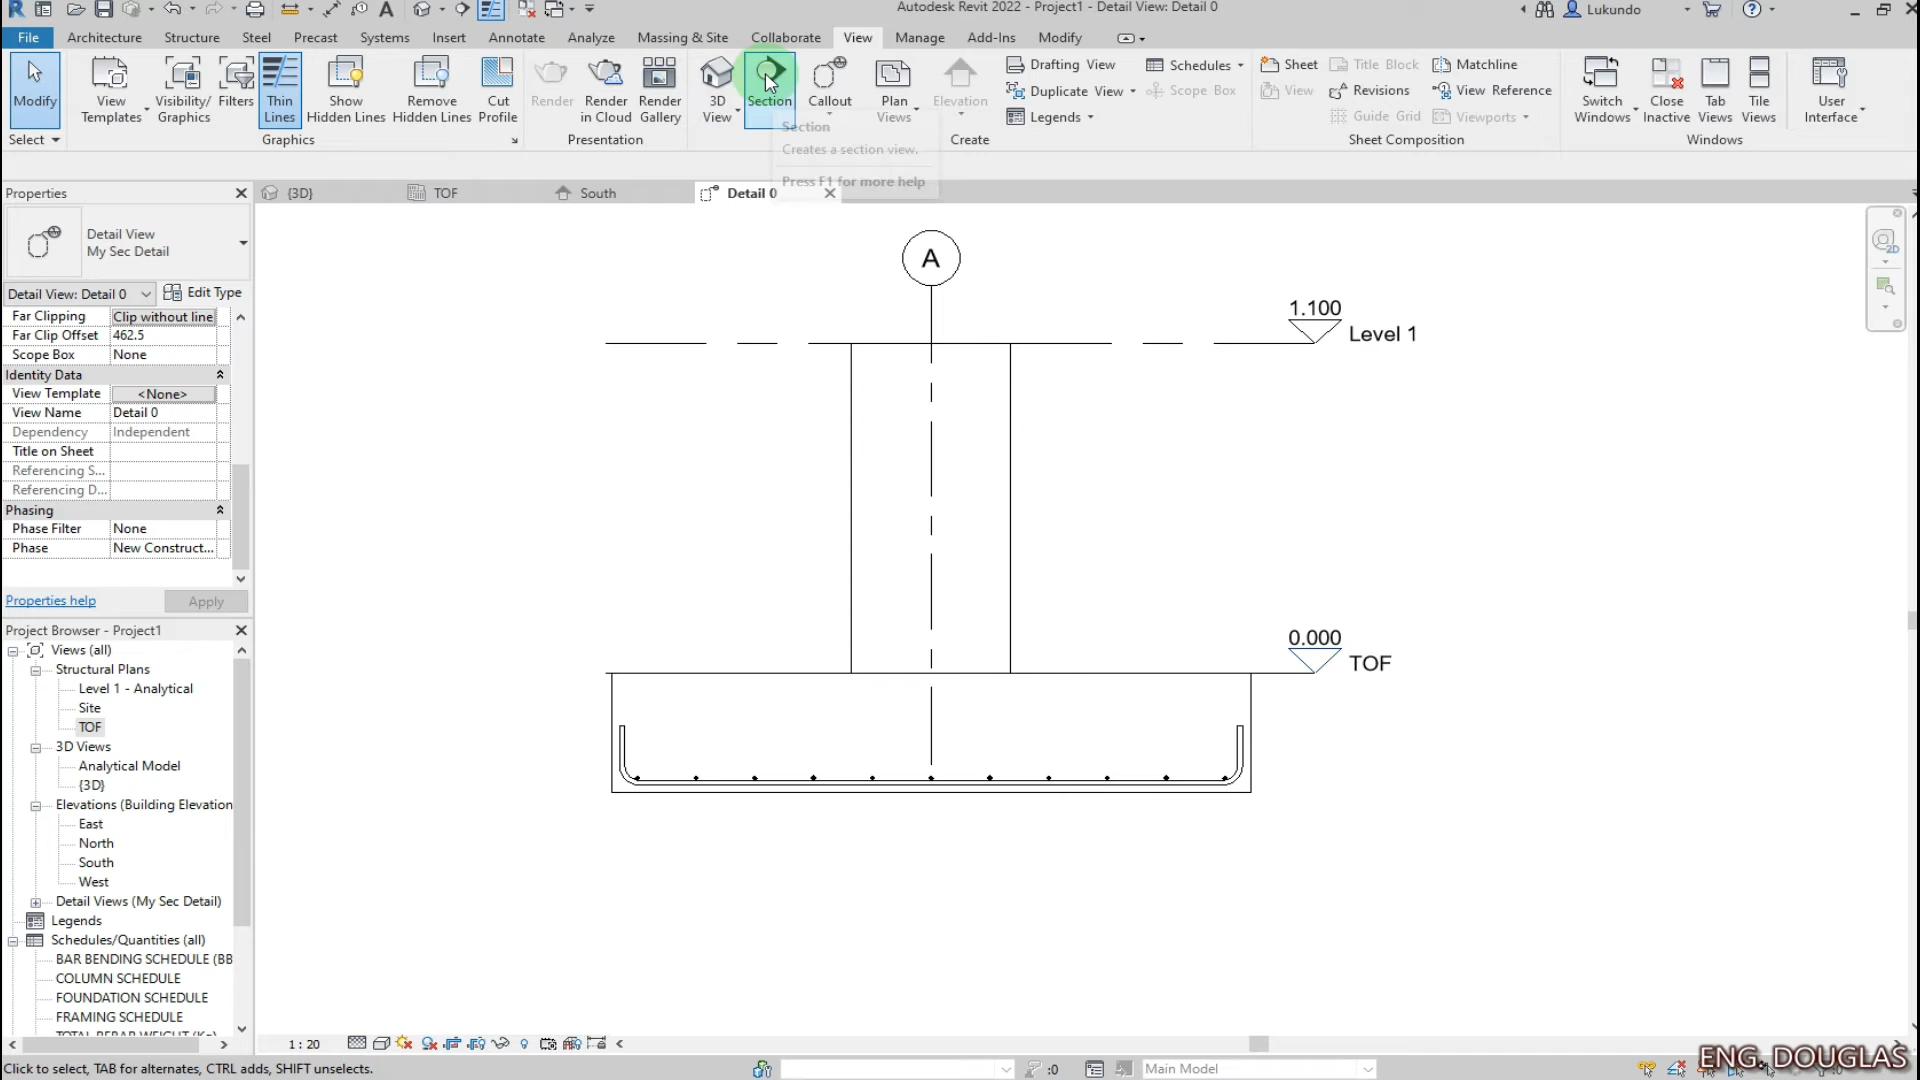 Autodesk Revit 2022 - Project1 - Detail View: Detail 0
Lukundo
File Architecture Structure Steel Precast Systems Insert Annotate Analyze Massing & Site Collaborate View Manage Add-Ins Modify
Modify
View Templates
Visibility/ Graphics
Filters
Thin Lines
Show Hidden Lines
Remove Hidden Lines
Cut Profile
Render
Render in Cloud
Render Gallery
3D View
Section
Callout
Plan Views
Elevation
Drafting View
Duplicate View
Legends
Schedules
Scope Box
Sheet
View
Title Block
Revisions
Guide Grid
Matchline
View Reference
Viewports
Switch Windows
Close Inactive
Tab Views
Tile Views
User Interface
Select
Graphics
Presentation
Create
Sheet Composition
Windows
Section
Creates a section view.
Press F1 for more help
Properties
{3D}
TOF
South
Detail 0
Detail View
My Sec Detail
Detail View: Detail 0
Edit Type
Far Clipping Clip without line
Far Clip Offset 462.5
Scope Box None
Identity Data
View Template <None>
View Name Detail 0
Dependency Independent
Title on Sheet
Referencing S...
Referencing D...
Phasing
Phase Filter None
Phase New Construct...
Properties help
Apply
Project Browser - Project1
Views (all)
Structural Plans
Level 1 - Analytical
Site
TOF
3D Views
Analytical Model
{3D}
Elevations (Building Elevation
East
North
South
West
Detail Views (My Sec Detail)
Legends
Schedules/Quantities (all)
BAR BENDING SCHEDULE (BB
COLUMN SCHEDULE
FOUNDATION SCHEDULE
FRAMING SCHEDULE
TOTAL REBAR WEIGHT (Kg)
A
1.100
Level 1
0.000
TOF
2D
1 : 20
Click to select, TAB for alternates, CTRL adds, SHIFT unselects.
:0
Main Model
ENG. DOUGLAS